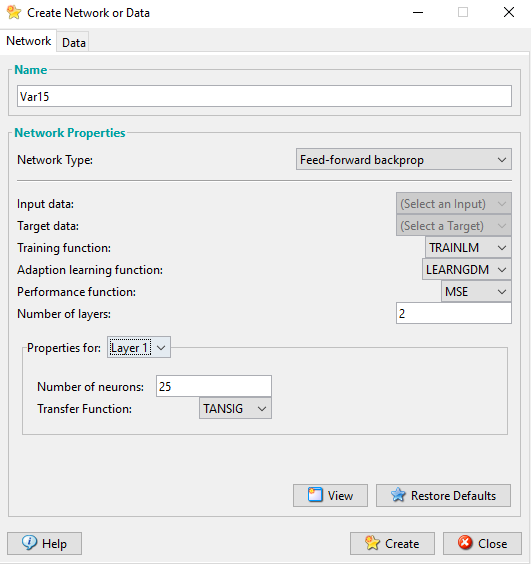 Create Network or Data
Network Data
Name
Var15
Network Properties
Network Type: Feed-forward backprop
Input data: (Select an Input)
Target data: (Select a Target)
Training function: TRAINLM
Adaption learning function: LEARNGDM
Performance function: MSE
Number of layers: 2
Properties for: Layer 1
Number of neurons: 25
Transfer Function: TANSIG
View Restore Defaults
Help Create Close